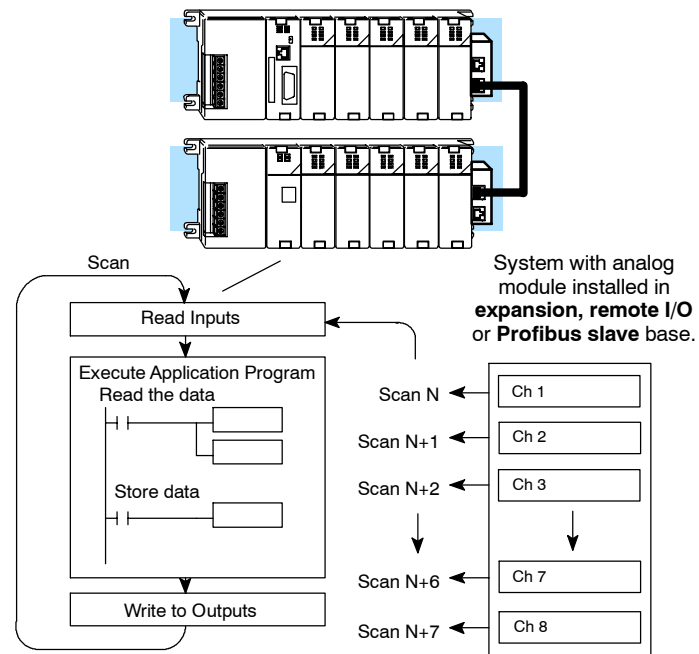 Scan
System with analog
module installed in
expansion, remote I/O
or Profibus slave base.
Read Inputs
Execute Application Program
Read the data
Store data
Write to Outputs
Scan N
Ch 1
Scan N+1
Ch 2
Scan N+2
Ch 3
Scan N+6
Ch 7
Scan N+7
Ch 8